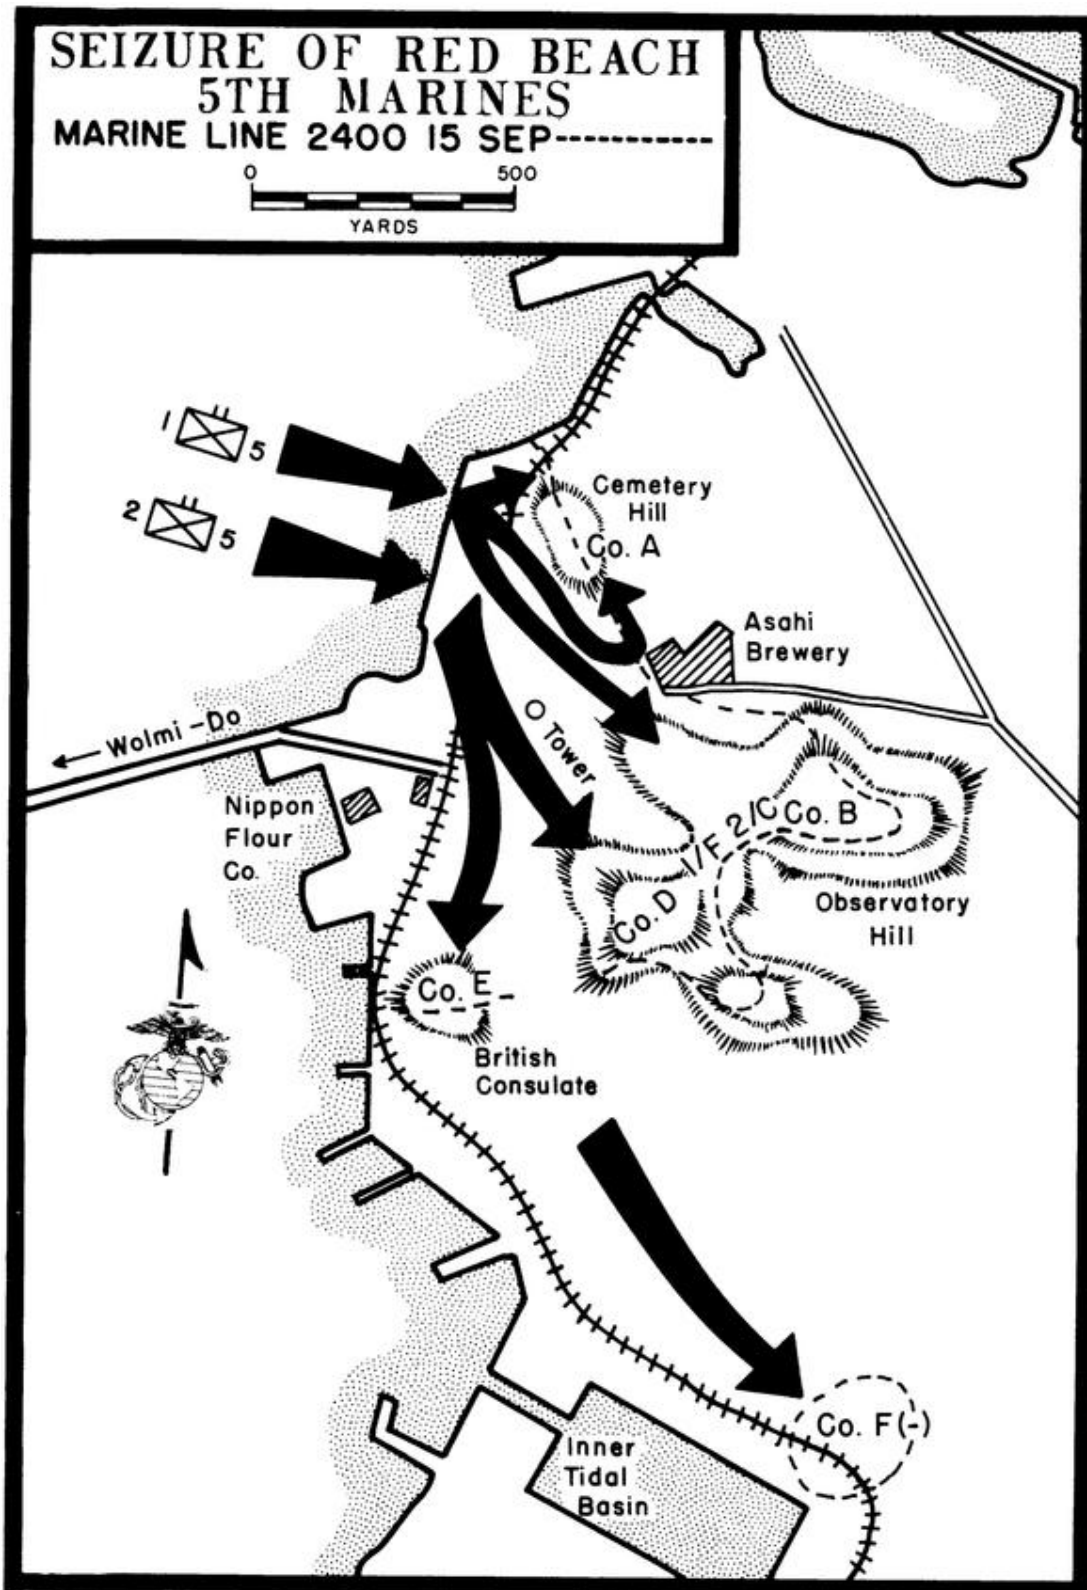 SEIZURE OF RED BEACH
5TH MARINES
MARINE LINE 2400 15 SEP
0 500
YARDS
1 5
2 5
Cemetery
Hill
Co. A
Asahi
Brewery
O Tower
← Wolmi-Do
Nippon
Flour
Co.
Co. B
1/F 2/C
Co. D
Observatory
Hill
Co. E
British
Consulate
Co. F(-)
Inner
Tidal
Basin